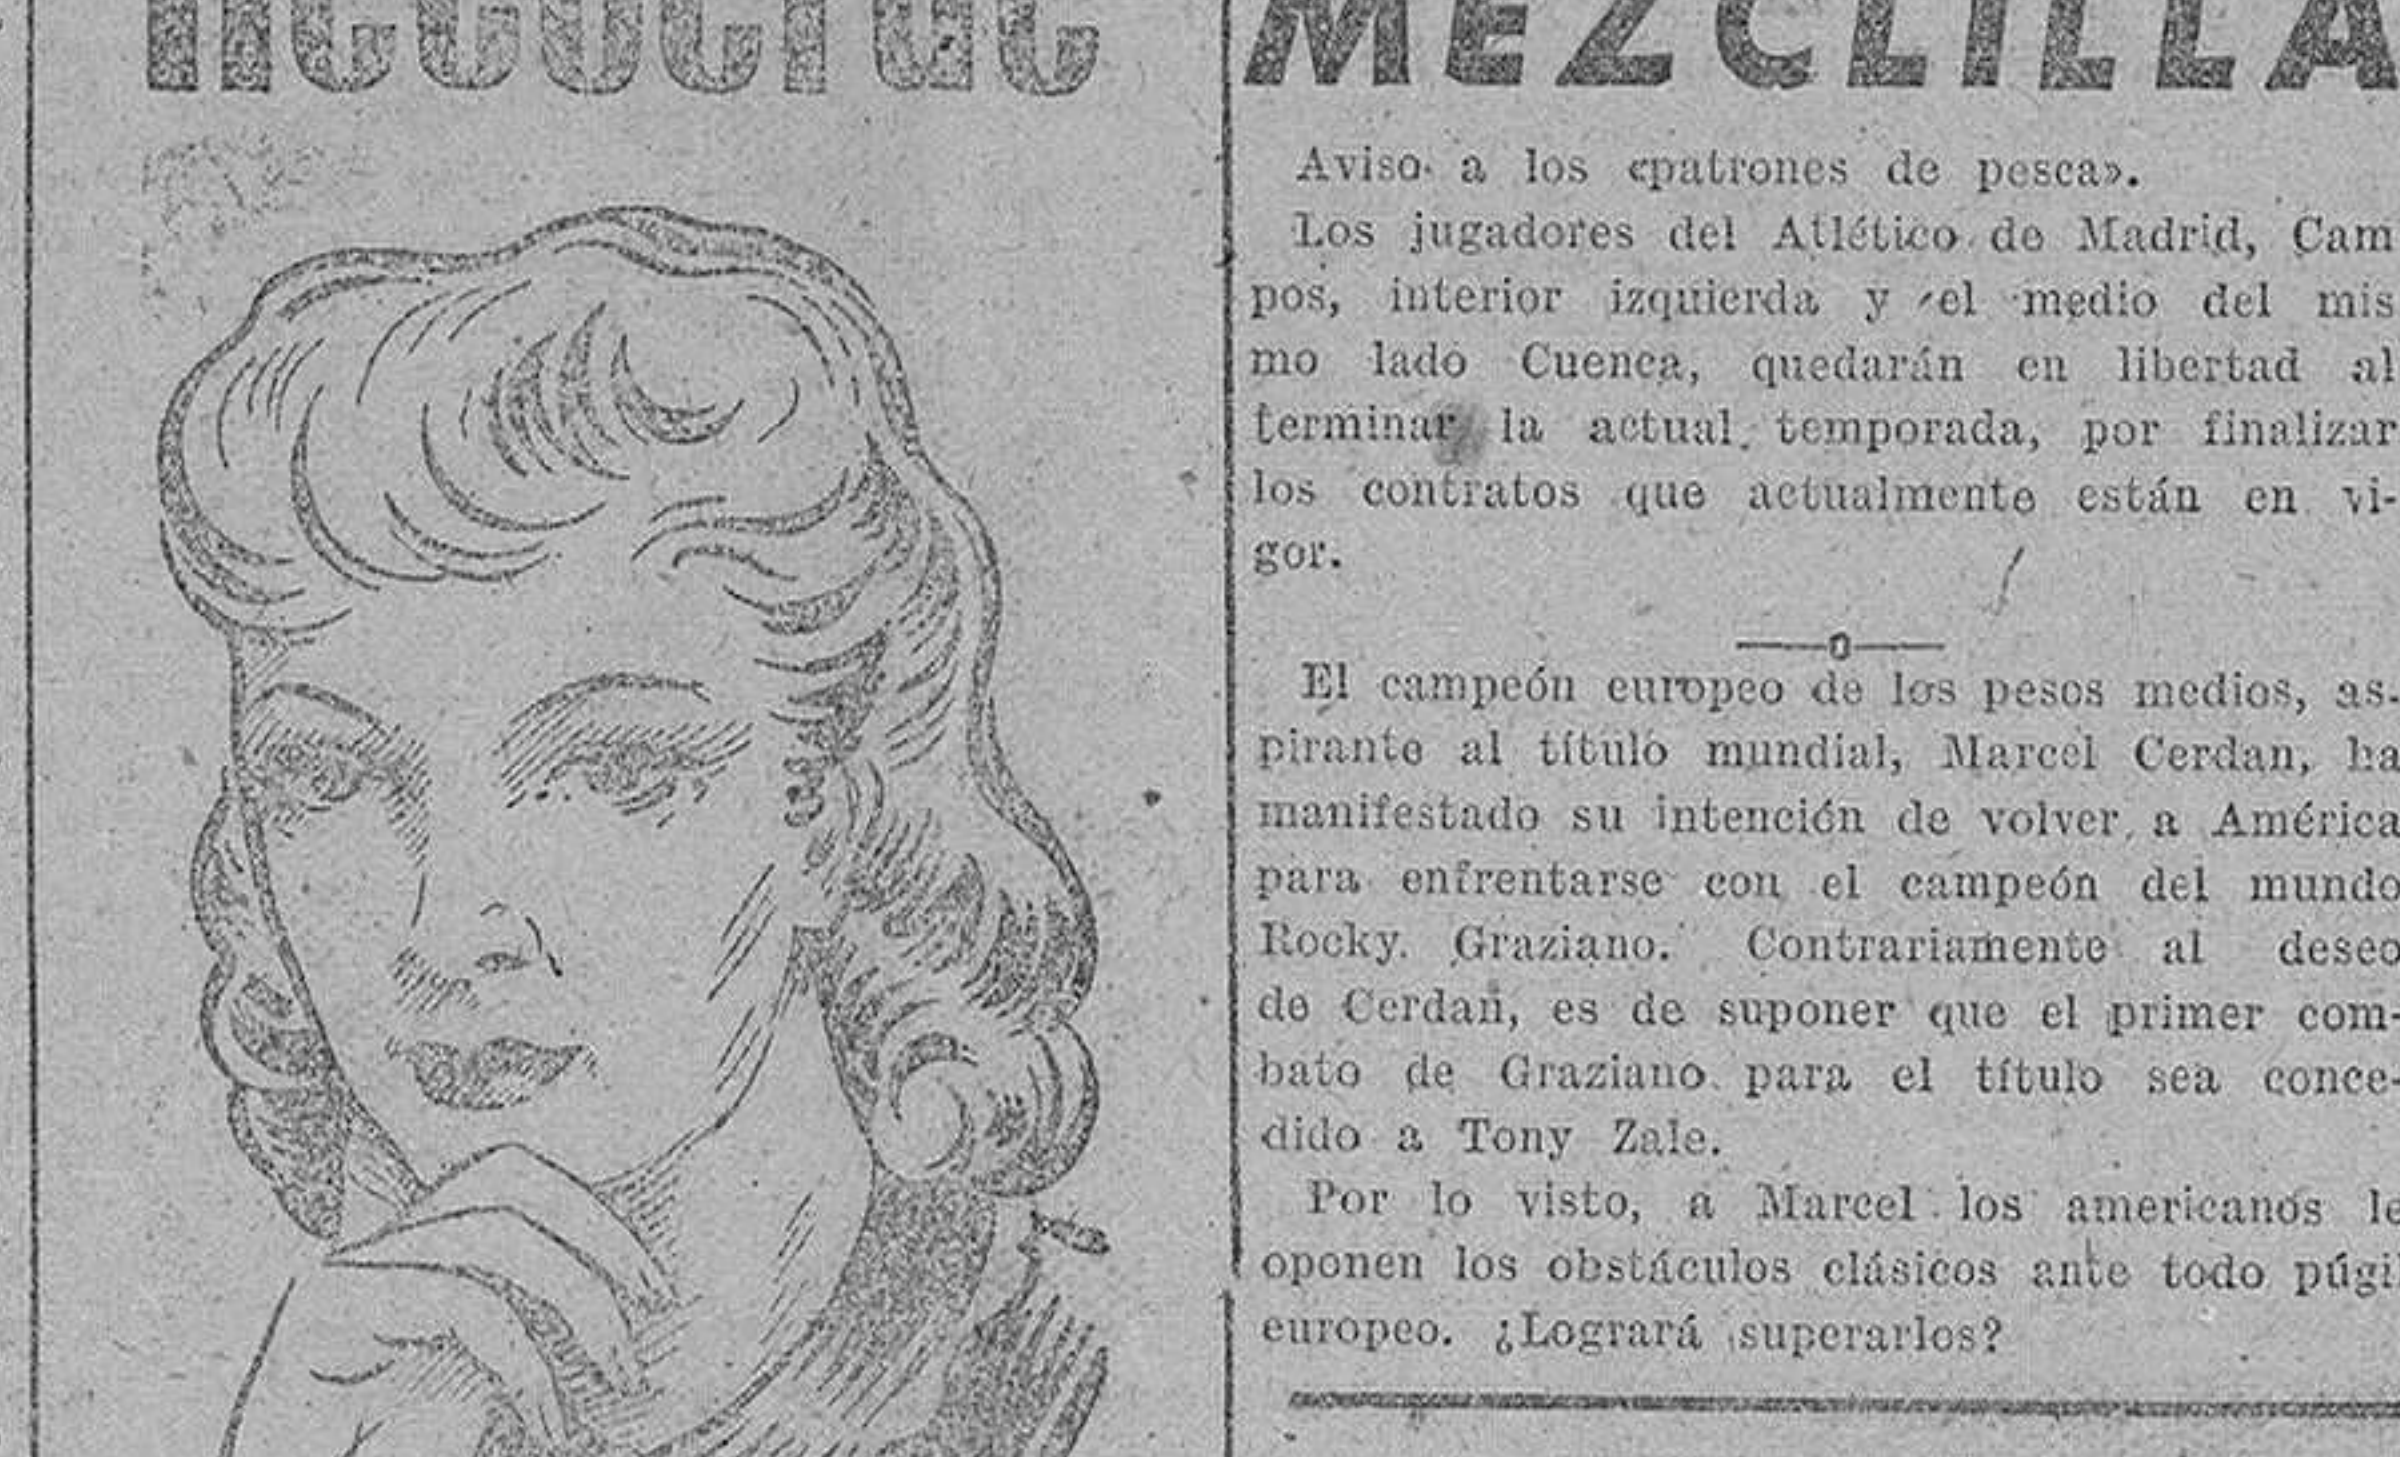 MEZCLILLA
Aviso a los «patrones de pesca».
Los jugadores del Atlético de Madrid, Cam
pos, interior izquierda y el medio del mis
mo lado Cuenca, quedarán en libertad al
terminar la actual temporada, por finalizar
los contratos que actualmente están en vi-
gor.
El campeón europeo de los pesos medios, as-
pirante al título mundial, Marcel Cerdan, ha
manifestado su intención de volver a América
para enfrentarse con el campeón del mundo
Rocky Graziano. Contrariamente al deseo
de Cerdan, es de suponer que el primer com-
bate de Graziano para el título sea conce-
dido a Tony Zale.
Por lo visto, a Marcel los americanos le
oponen los obstáculos clásicos ante todo púgil
europeo. ¿Logrará superarlos?